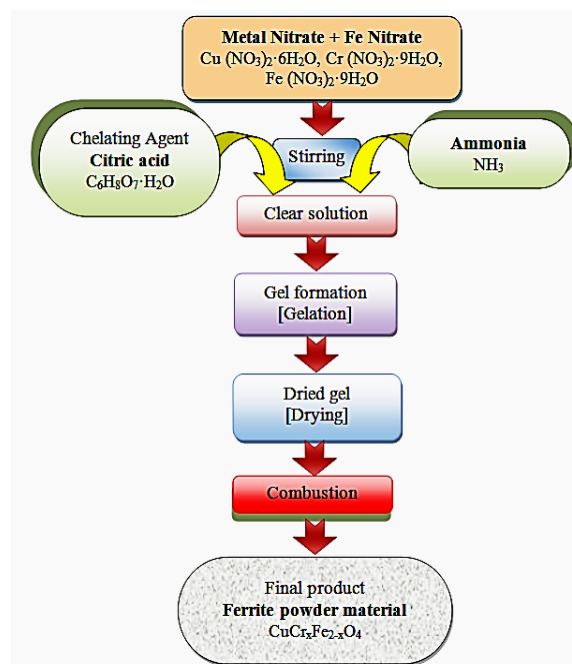 Metal Nitrate + Fe Nitrate
Cu (NO₃)₂·6H₂O, Cr (NO₃)₂·9H₂O,
Fe (NO₃)₂·9H₂O
Chelating Agent
Citric acid
C₆H₈O₇·H₂O
Stirring
Ammonia
NH₃
Clear solution
Gel formation
[Gelation]
Dried gel
[Drying]
Combustion
Final product
Ferrite powder material
CuCrₓFe₂₋ₓO₄